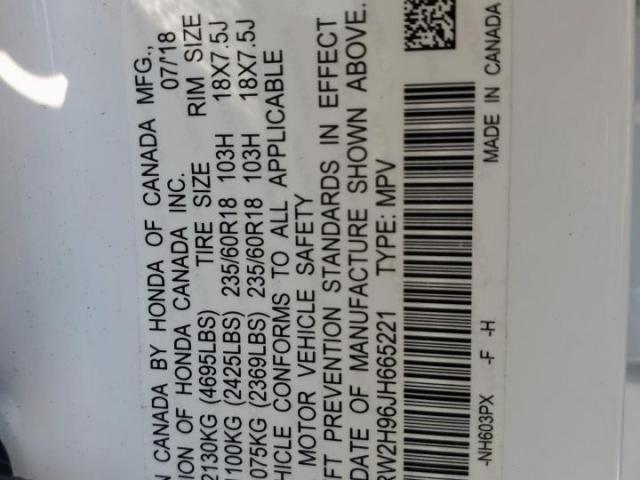 N CANADA BY HONDA OF CANADA MFG.,
ION OF HONDA CANADA INC. 07/'18
2130KG (4695LBS) TIRE SIZE RIM SIZE
1100KG (2425LBS) 235/60R18 103H 18X7.5J
075KG (2369LBS) 235/60R18 103H 18X7.5J
HICLE CONFORMS TO ALL APPLICABLE
MOTOR VEHICLE SAFETY
FT PREVENTION STANDARDS IN EFFECT
DATE OF MANUFACTURE SHOWN ABOVE.
RW2H96JH665221 TYPE: MPV
-NH603PX -F -H MADE IN CANADA